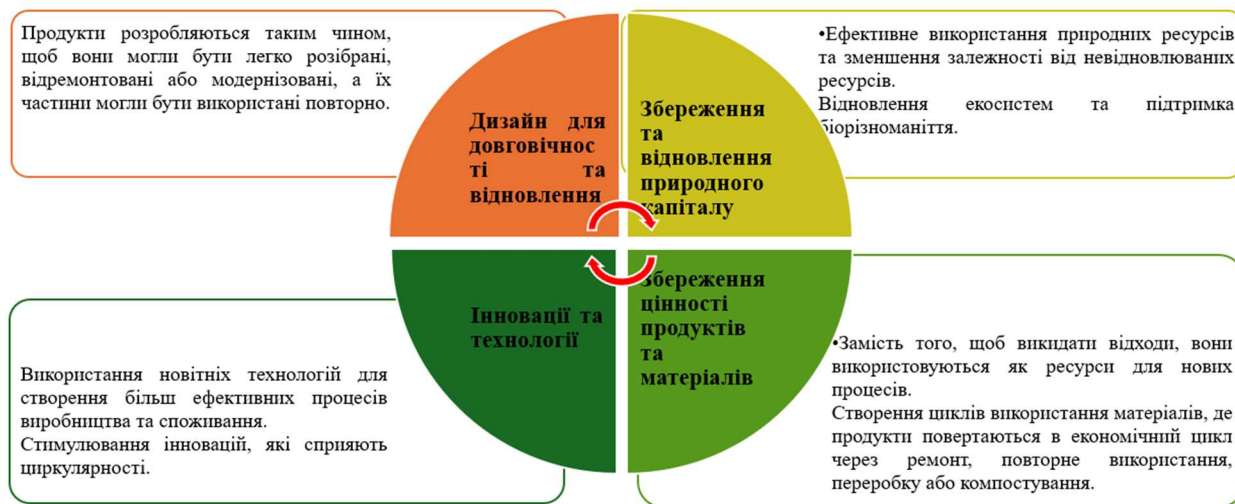 Продукти розробляються таким чином,
щоб вони могли бути легко розібрані,
відремонтовані або модернізовані, а їх
частини могли бути використані повторно.
Дизайн для
довговічнос
ті та
відновлення
Збереження
та
відновлення
природного
капіталу
•Ефективне використання природних ресурсів
та зменшення залежності від невідновлюваних
ресурсів.
Відновлення екосистем та підтримка
біорізноманіття.
Використання новітніх технологій для
створення більш ефективних процесів
виробництва та споживання.
Стимулювання інновацій, які сприяють
циркулярності.
Інновації та
технології
Збереження
цінності
продуктів
та
матеріалів
•Замість того, щоб викидати відходи, вони
використовуються як ресурси для нових
процесів.
Створення циклів використання матеріалів, де
продукти повертаються в економічний цикл
через ремонт, повторне використання,
переробку або компостування.